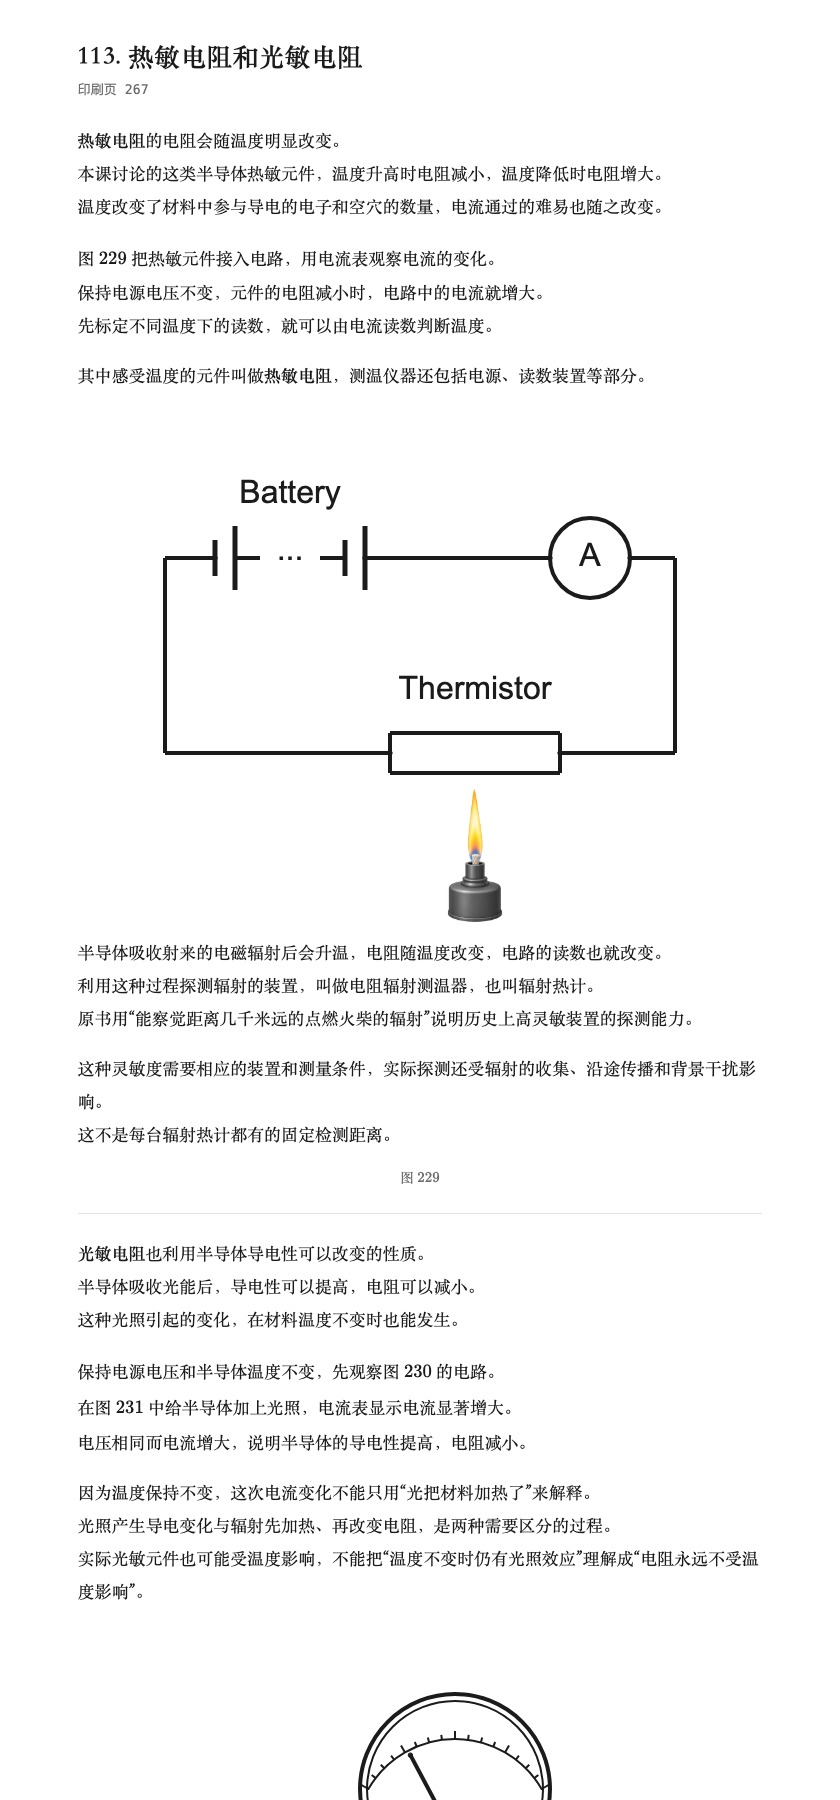 113. 热敏电阻和光敏电阻
印刷页 267
热敏电阻的电阻会随温度明显改变。
本课讨论的这类半导体热敏元件，温度升高时电阻减小，温度降低时电阻增大。
温度改变了材料中参与导电的电子和空穴的数量，电流通过的难易也随之改变。
图 229 把热敏元件接入电路，用电流表观察电流的变化。
保持电源电压不变，元件的电阻减小时，电路中的电流就增大。
先标定不同温度下的读数，就可以由电流读数判断温度。
其中感受温度的元件叫做热敏电阻，测温仪器还包括电源、读数装置等部分。
Battery
...
A
Thermistor
半导体吸收射来的电磁辐射后会升温，电阻随温度改变，电路的读数也就改变。
利用这种过程探测辐射的装置，叫做电阻辐射测温器，也叫辐射热计。
原书用“能察觉距离几千米远的点燃火柴的辐射”说明历史上高灵敏装置的探测能力。
这种灵敏度需要相应的装置和测量条件，实际探测还受辐射的收集、沿途传播和背景干扰影
响。
这不是每台辐射热计都有的固定检测距离。
图 229
光敏电阻也利用半导体导电性可以改变的性质。
半导体吸收光能后，导电性可以提高，电阻可以减小。
这种光照引起的变化，在材料温度不变时也能发生。
保持电源电压和半导体温度不变，先观察图 230 的电路。
在图 231 中给半导体加上光照，电流表显示电流显著增大。
电压相同而电流增大，说明半导体的导电性提高，电阻减小。
因为温度保持不变，这次电流变化不能只用“光把材料加热了”来解释。
光照产生导电变化与辐射先加热、再改变电阻，是两种需要区分的过程。
实际光敏元件也可能受温度影响，不能把“温度不变时仍有光照效应”理解成“电阻永远不受温
度影响”。